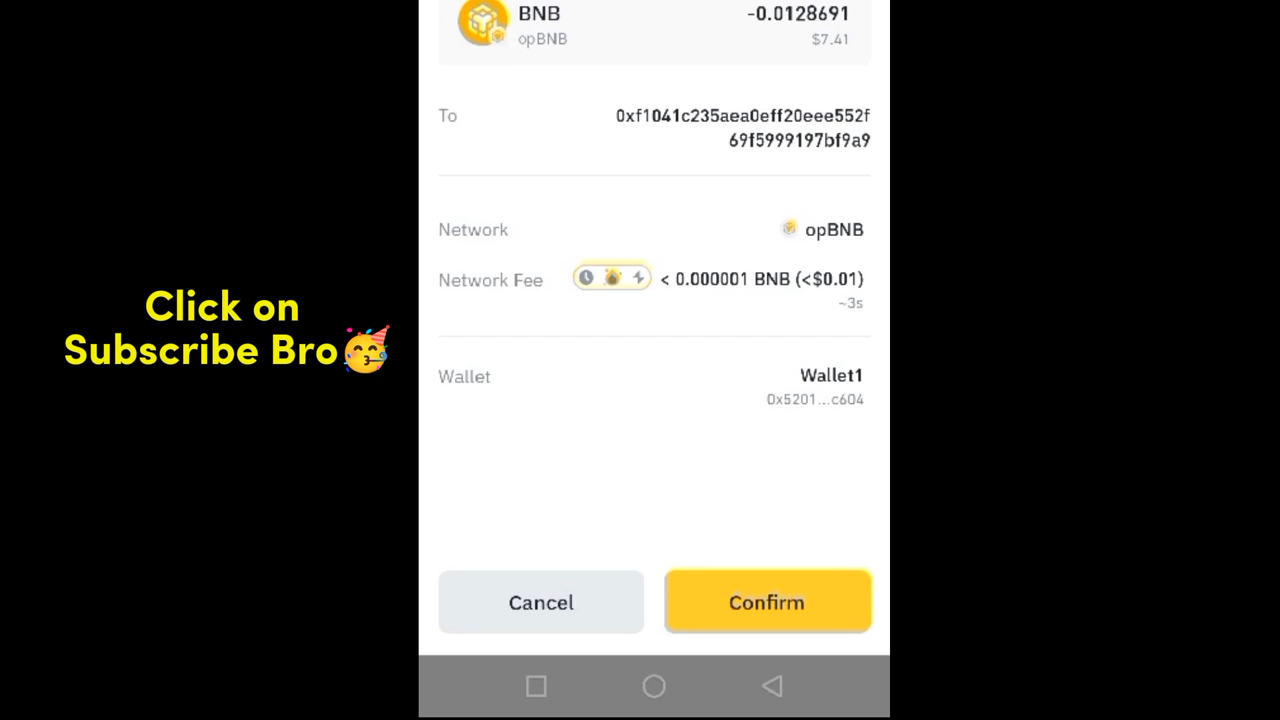 BNB -0.0128691
opBNB $7.41
To 0xf1041c235aea0eff20eee552f
69f5999197bf9a9
Network opBNB
Network Fee < 0.000001 BNB (<$0.01)
~3s
Wallet Wallet1
0x5201...c604
Cancel Confirm
Click on
Subscribe Bro🥳